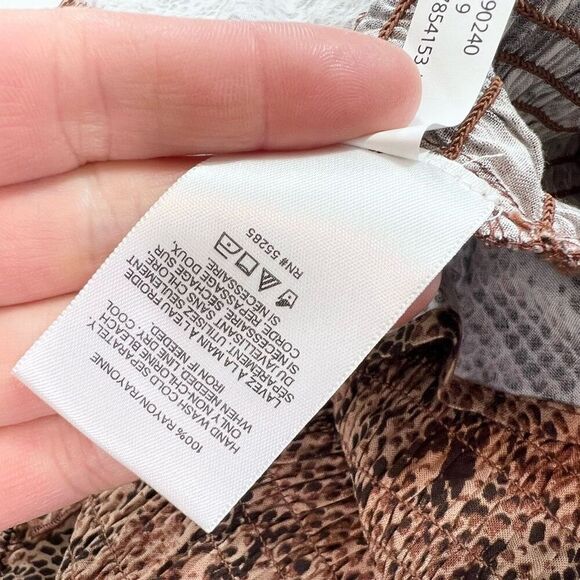 90240
9
7854153
100% RAYON/RAYONNE
HAND WASH COLD SEPARATELY.
ONLY NON-CHLORINE BLEACH
WHEN NEEDED. LINE DRY. COOL
IRON IF NEEDED.
LAVEZ À LA MAIN AL EAU FROIDE
SEPAREMENT. UTILISEZ SEULEMENT
DU JAVELLISANT SANS CHLORE,
SI NECESSAIRE. SECHAGE SUR
CORDE. REPASSAGE DOUX,
SI NECESSAIRE
RN# 55285